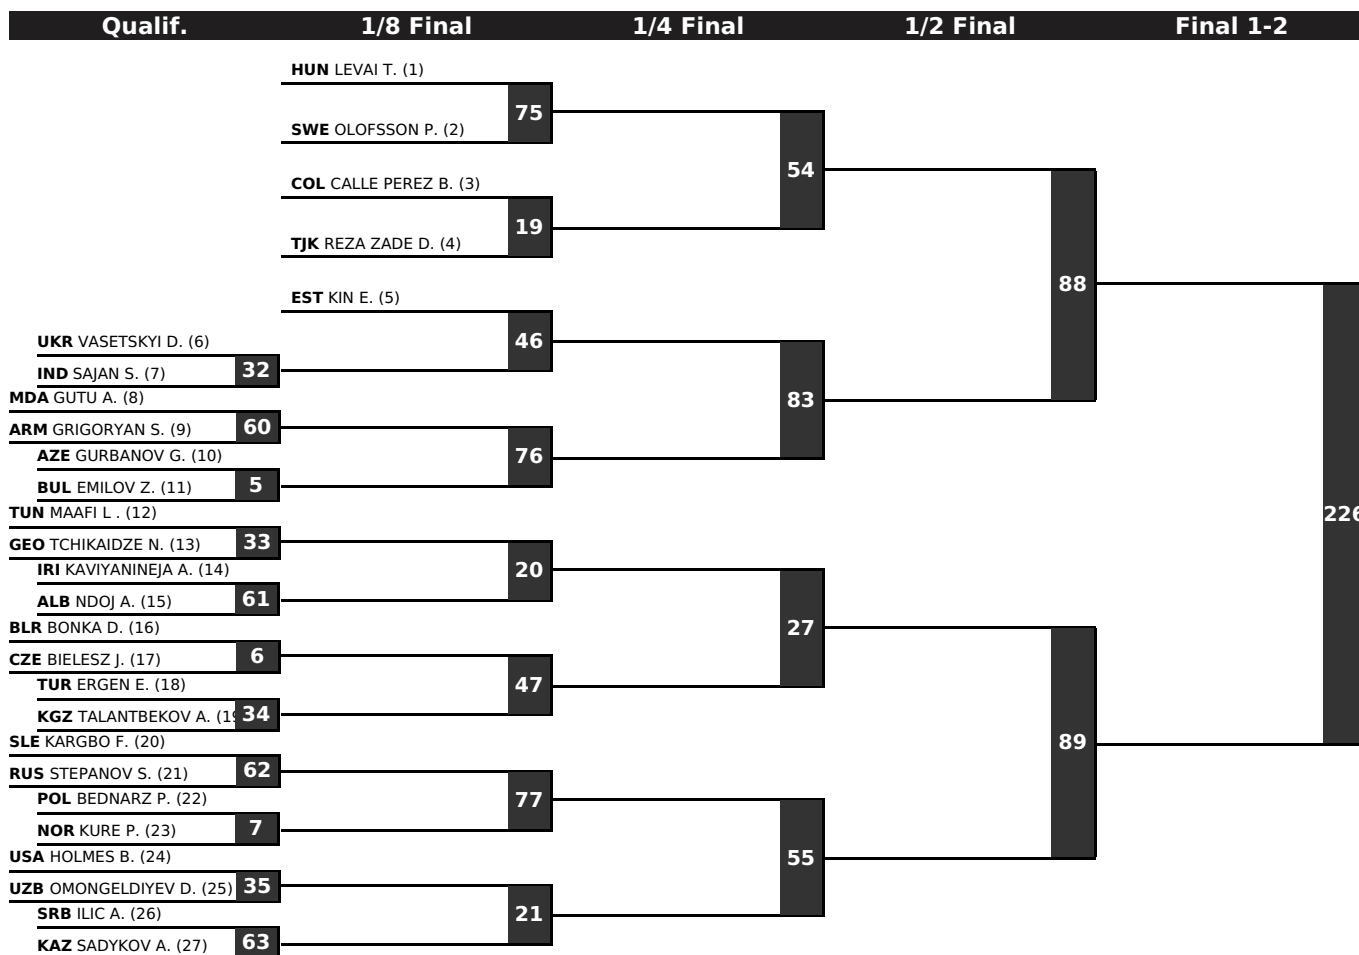 Qualif. 1/8 Final 1/4 Final 1/2 Final Final 1-2
HUN LEVAI T. (1)
75
SWE OLOFSSON P. (2)
54
COL CALLE PEREZ B. (3)
19
TJK REZA ZADE D. (4)
88
EST KIN E. (5)
46
UKR VASETSKYI D. (6)
32
IND SAJAN S. (7)
MDA GUTU A. (8)
83
60
ARM GRIGORYAN S. (9)
AZE GURBANOV G. (10)
76
5
BUL EMILOV Z. (11)
TUN MAAFI L . (12)
226
33
GEO TCHIKAIDZE N. (13)
IRI KAVIYANINEJA A. (14)
20
61
ALB NDOJ A. (15)
BLR BONKA D. (16)
27
6
CZE BIELESZ J. (17)
TUR ERGEN E. (18)
47
34
KGZ TALANTBEKOV A. (19
SLE KARGBO F. (20)
89
62
RUS STEPANOV S. (21)
POL BEDNARZ P. (22)
77
7
NOR KURE P. (23)
USA HOLMES B. (24)
55
35
UZB OMONGELDIYEV D. (25)
SRB ILIC A. (26)
21
63
KAZ SADYKOV A. (27)